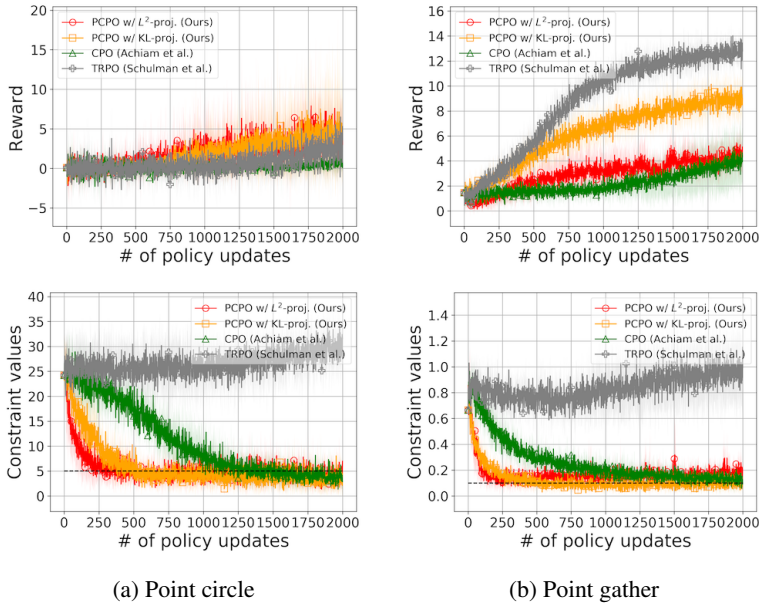 20
15
10
5
0
−5
Reward
PCPO w/ L²-proj. (Ours)
PCPO w/ KL-proj. (Ours)
CPO (Achiam et al.)
TRPO (Schulman et al.)
0 250 500 750 1000 1250 1500 1750 2000
# of policy updates
16
14
12
10
8
6
4
2
0
Reward
PCPO w/ L²-proj. (Ours)
PCPO w/ KL-proj. (Ours)
CPO (Achiam et al.)
TRPO (Schulman et al.)
0 250 500 750 1000 1250 1500 1750 2000
# of policy updates
40
35
30
25
20
15
10
5
0
Constraint values
PCPO w/ L²-proj. (Ours)
PCPO w/ KL-proj. (Ours)
CPO (Achiam et al.)
TRPO (Schulman et al.)
0 250 500 750 1000 1250 1500 1750 2000
# of policy updates
1.4
1.2
1.0
0.8
0.6
0.4
0.2
0.0
Constraint values
PCPO w/ L²-proj. (Ours)
PCPO w/ KL-proj. (Ours)
CPO (Achiam et al.)
TRPO (Schulman et al.)
0 250 500 750 1000 1250 1500 1750 2000
# of policy updates
(a) Point circle
(b) Point gather